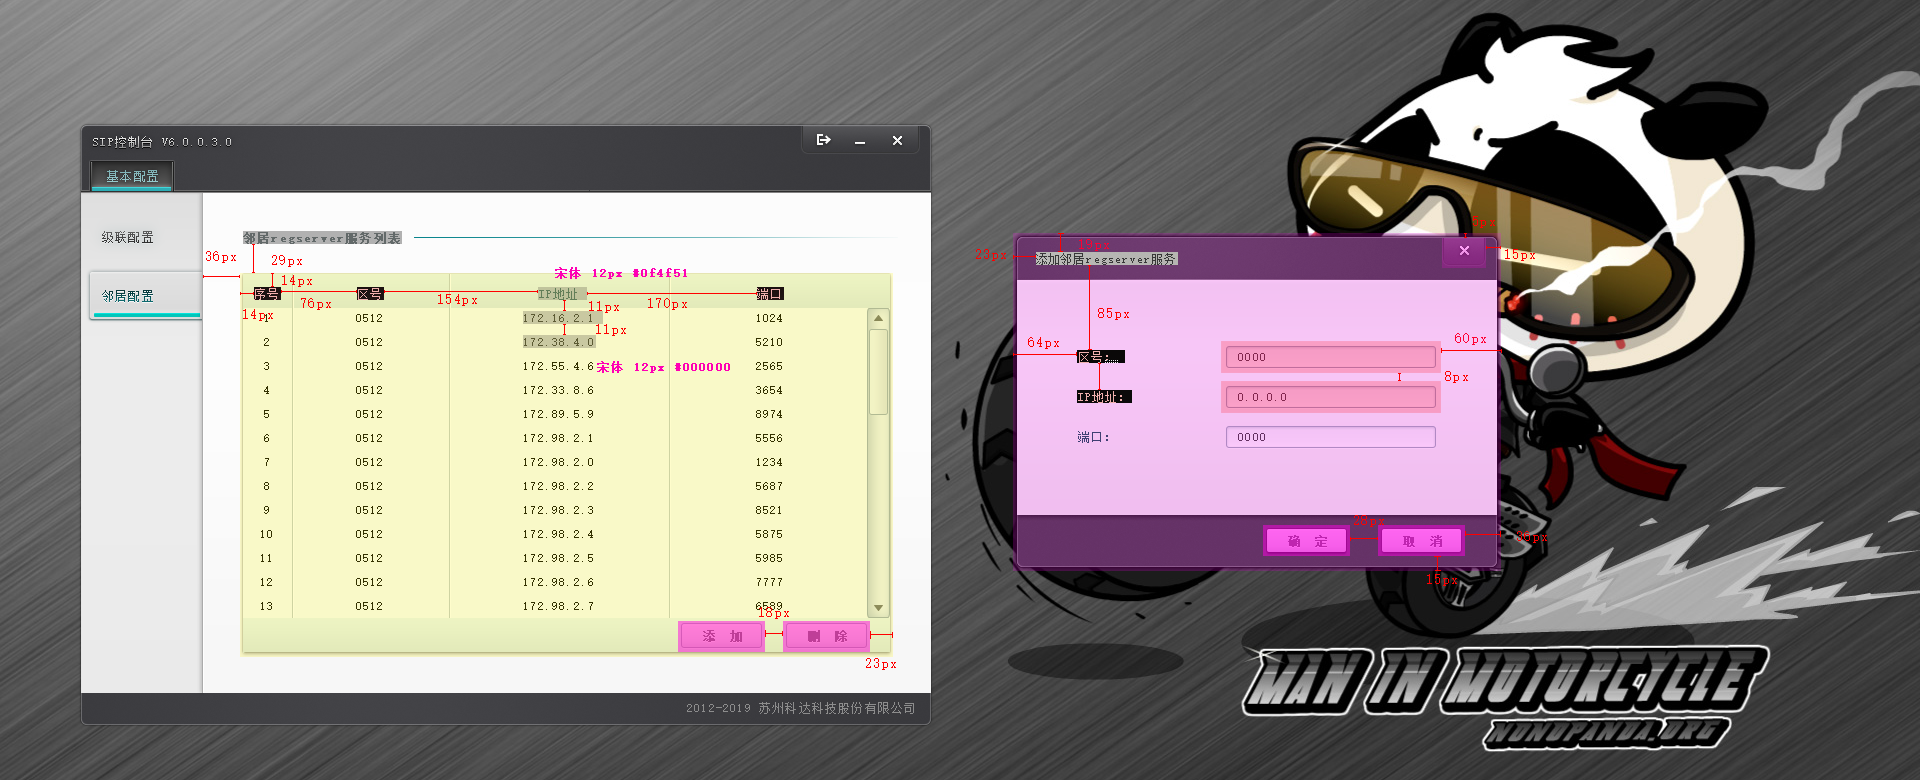 SIP控制台 V6.0.0.3.0
基本配置
级联配置
邻居配置
邻居regserver服务列表
36px
29px
宋体 12px #0f4f51
14px
序号 区号 IP地址 端口
76px 154px 11px 170px
14px
1 0512 172.16.2.1 1024
11px
2 0512 172.38.4.0 5210
3 0512 172.55.4.6 2565
宋体 12px #000000
4 0512 172.33.8.6 3654
5 0512 172.89.5.9 8974
6 0512 172.98.2.1 5556
7 0512 172.98.2.0 1234
8 0512 172.98.2.2 5687
9 0512 172.98.2.3 8521
10 0512 172.98.2.4 5875
11 0512 172.98.2.5 5985
12 0512 172.98.2.6 7777
13 0512 172.98.2.7 6589
18px
添 加 删 除
23px
2012-2019 苏州科达科技股份有限公司
23px
15px
添加邻居regserver服务
85px
64px
60px
区号: 0000
8px
IP地址: 0.0.0.0
端口: 0000
确 定 取 消
15px
MAN IN MOTORCYCLE
NONOPANDA.ORG